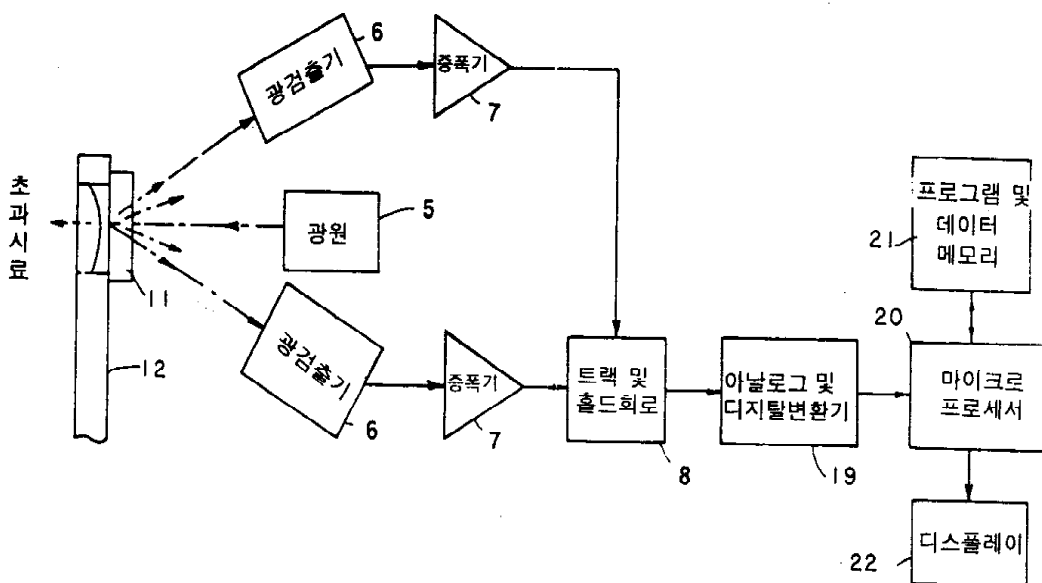 6
광검출기
증폭기
7
초과시료
광원
5
11
12
광검출기
6
증폭기
7
트랙 및
홀드회로
8
아날로그 및
디지탈변환기
19
프로그램 및
데이터
메모리
21
20
마이크로
프로세서
디스플레이
22